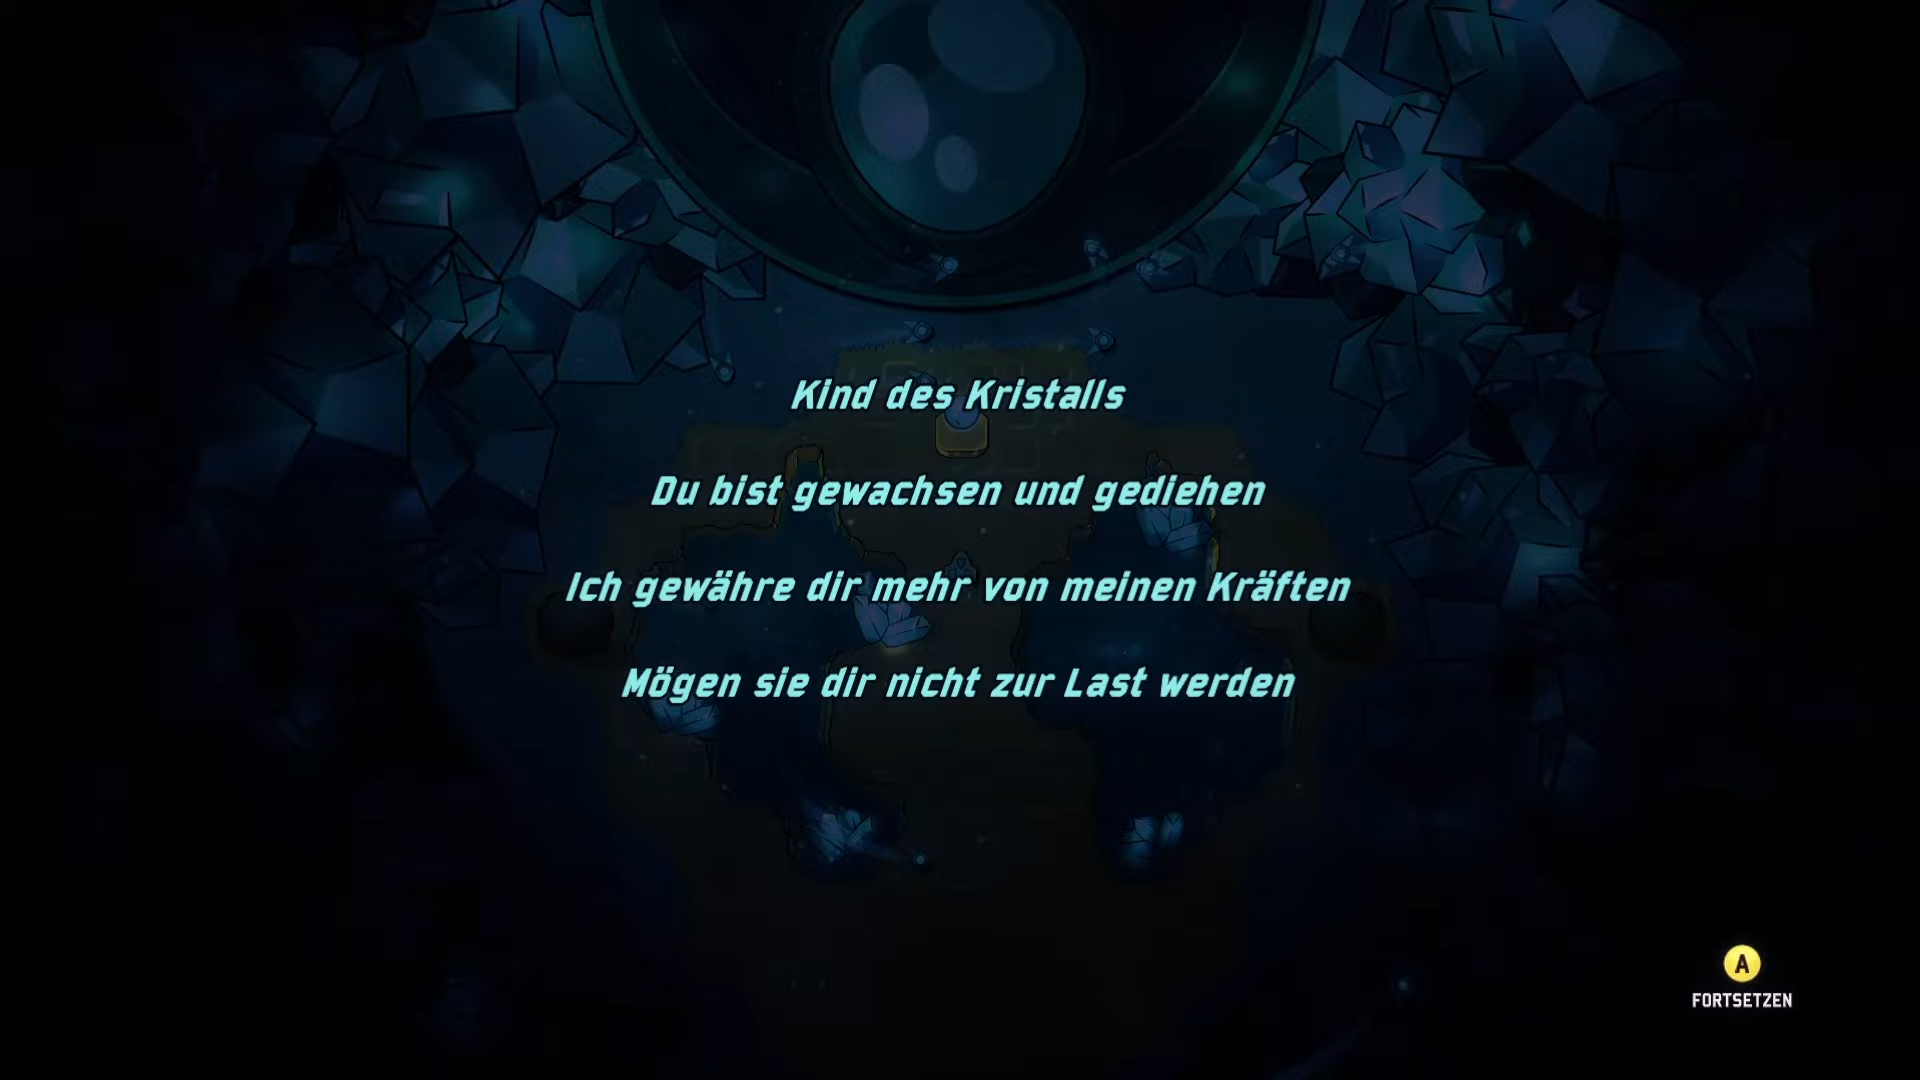 Kind des Kristalls
Du bist gewachsen und gediehen
Ich gewähre dir mehr von meinen Kräften
Mögen sie dir nicht zur Last werden
A
FORTSETZEN